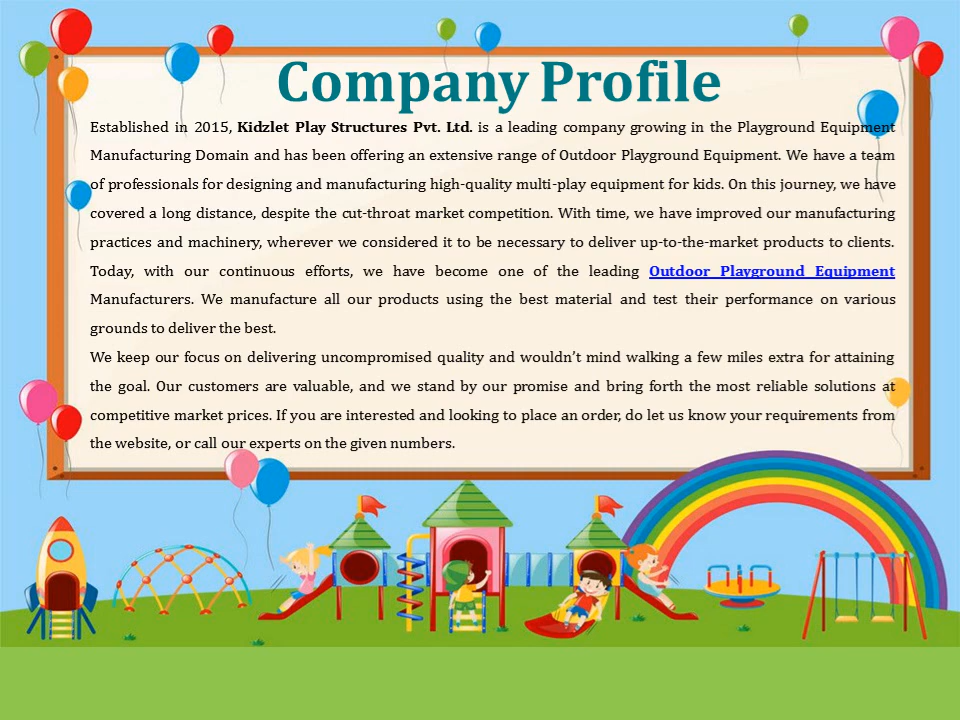 Company Profile
Established in 2015, Kidzlet Play Structures Pvt. Ltd. is a leading company growing in the Playground Equipment
Manufacturing Domain and has been offering an extensive range of Outdoor Playground Equipment. We have a team
of professionals for designing and manufacturing high-quality multi-play equipment for kids. On this journey, we have
covered a long distance, despite the cut-throat market competition. With time, we have improved our manufacturing
practices and machinery, wherever we considered it to be necessary to deliver up-to-the-market products to clients.
Today, with our continuous efforts, we have become one of the leading Outdoor Playground Equipment
Manufacturers. We manufacture all our products using the best material and test their performance on various
grounds to deliver the best.
We keep our focus on delivering uncompromised quality and wouldn’t mind walking a few miles extra for attaining
the goal. Our customers are valuable, and we stand by our promise and bring forth the most reliable solutions at
competitive market prices. If you are interested and looking to place an order, do let us know your requirements from
the website, or call our experts on the given numbers.